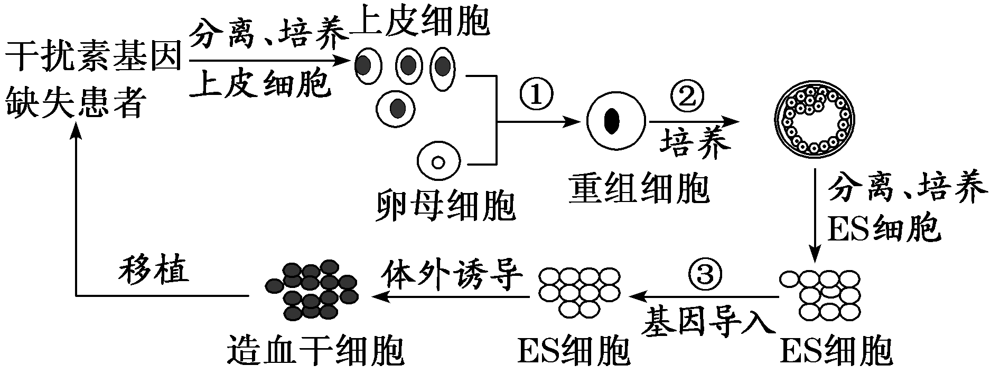 干扰素基因
缺失患者
分离、培养
上皮细胞
上皮细胞
卵母细胞
①
重组细胞
②
培养
分离、培养
ES细胞
ES细胞
③
基因导入
ES细胞
体外诱导
造血干细胞
移植